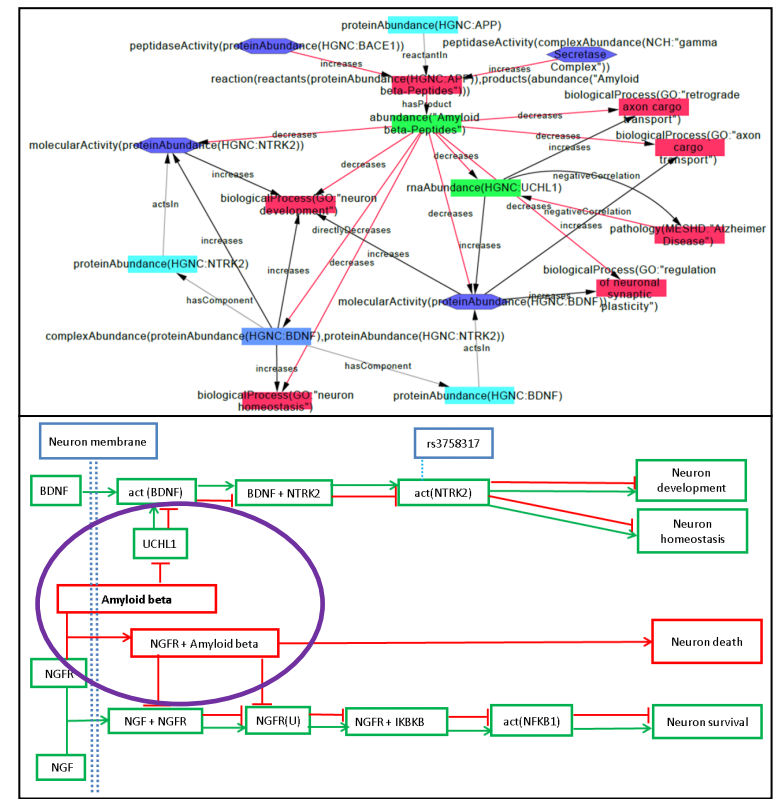 proteinAbundance(HGNC:APP)
peptidaseActivity(proteinAbundance(HGNC:BACE1))
peptidaseActivity(complexAbundance(NCH:"gamma
Secretase
Complex"))
reactantIn
increases
increases
reaction(reactants(proteinAbundance(HGNC:APP)),products(abundance("Amyloid
beta-Peptides")))
hasProduct
abundance("Amyloid
beta-Peptides")
biologicalProcess(GO:"retrograde
axon cargo
transport")
decreases
biologicalProcess(GO:"axon
cargo
transport")
decreases
increases
molecularActivity(proteinAbundance(HGNC:NTRK2))
decreases
decreases
decreases
increases
negativeCorrelation
rnaAbundance(HGNC:UCHL1)
biologicalProcess(GO:"neuron
development")
actsIn
decreases
decreases
negativeCorrelation
pathology(MESHD:"Alzheimer
Disease")
directlyDecreases
increases
increases
increases
increases
decreases
increases
proteinAbundance(HGNC:NTRK2)
biologicalProcess(GO:"regulation
of neuronal
synaptic
plasticity")
increases
hasComponent
molecularActivity(proteinAbundance(HGNC:BDNF))
complexAbundance(proteinAbundance(HGNC:BDNF),proteinAbundance(HGNC:NTRK2))
actsIn
increases
hasComponent
biologicalProcess(GO:"neuron
homeostasis")
proteinAbundance(HGNC:BDNF)
Neuron membrane
rs3758317
BDNF
act (BDNF)
BDNF + NTRK2
act(NTRK2)
Neuron
development
Neuron
homeostasis
UCHL1
Amyloid beta
NGFR + Amyloid beta
Neuron death
NGFR
NGF + NGFR
NGFR(U)
NGFR + IKBKB
act(NFKB1)
Neuron survival
NGF